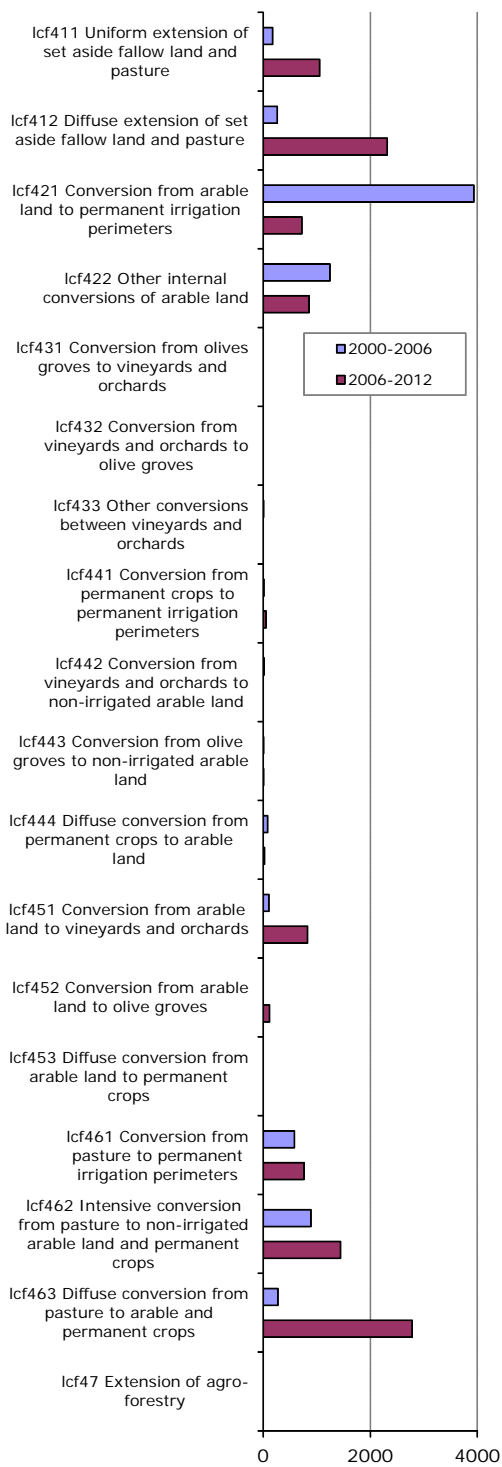 lcf411 Uniform extension of
set aside fallow land and
pasture
lcf412 Diffuse extension of set
aside fallow land and pasture
lcf421 Conversion from arable
land to permanent irrigation
perimeters
lcf422 Other internal
conversions of arable land
lcf431 Conversion from olives
groves to vineyards and
orchards
2000-2006
2006-2012
lcf432 Conversion from
vineyards and orchards to
olive groves
lcf433 Other conversions
between vineyards and
orchards
lcf441 Conversion from
permanent crops to
permanent irrigation
perimeters
lcf442 Conversion from
vineyards and orchards to
non-irrigated arable land
lcf443 Conversion from olive
groves to non-irrigated arable
land
lcf444 Diffuse conversion from
permanent crops to arable
land
lcf451 Conversion from arable
land to vineyards and orchards
lcf452 Conversion from arable
land to olive groves
lcf453 Diffuse conversion from
arable land to permanent
crops
lcf461 Conversion from
pasture to permanent
irrigation perimeters
lcf462 Intensive conversion
from pasture to non-irrigated
arable land and permanent
crops
lcf463 Diffuse conversion from
pasture to arable and
permanent crops
lcf47 Extension of agro-
forestry
0 2000 4000